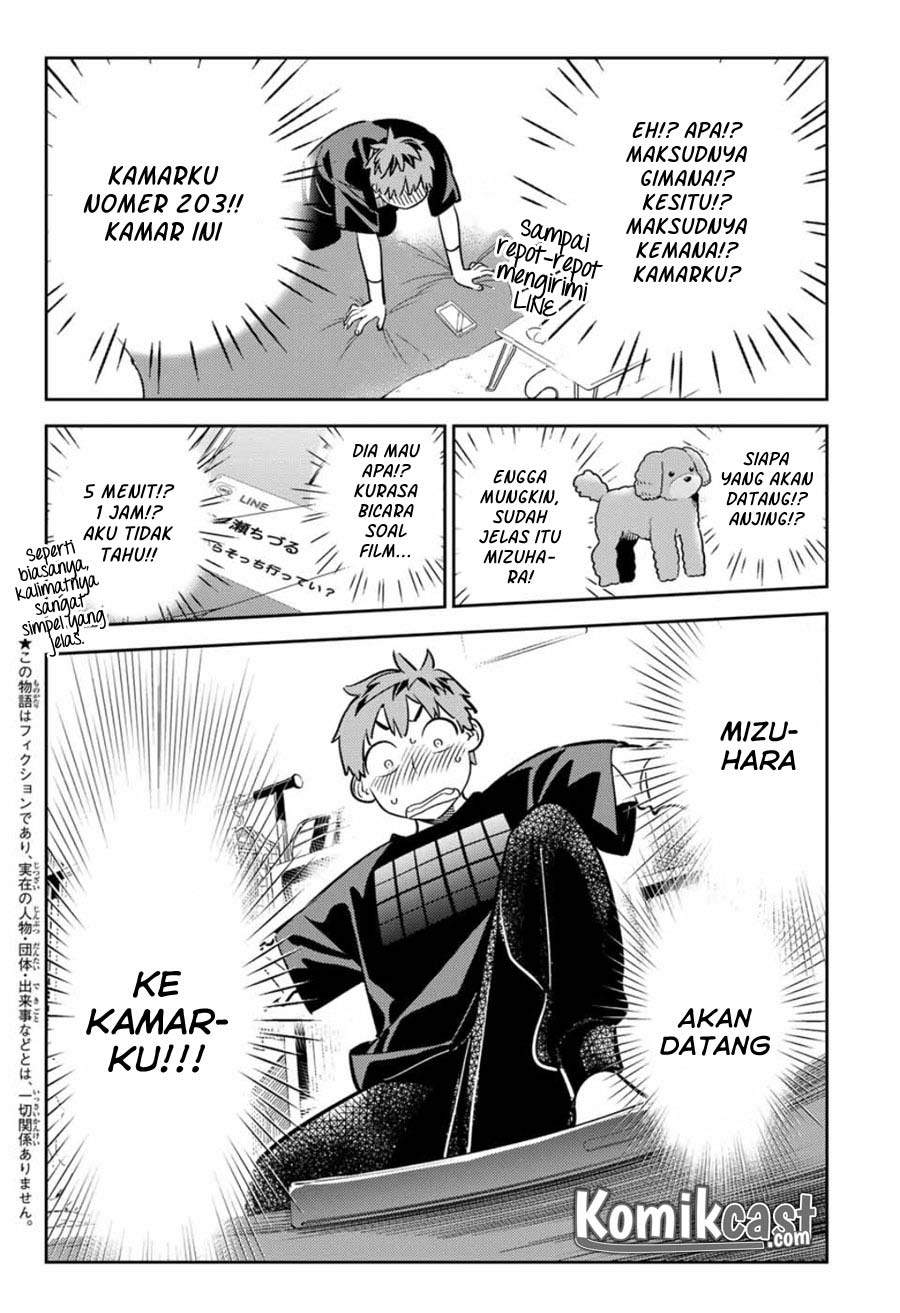 EH!? APA!?
MAKSUDNYA
GIMANA!?
KESITU!?
MAKSUDNYA
KEMANA!?
KAMARKU?
Sampai
repot-repot
mengirimi
LINE
KAMARKU
NOMER 203!!
KAMAR INI
SIAPA
YANG AKAN
DATANG!?
ANJING!?
ENGGA
MUNGKIN,
SUDAH
JELAS ITU
MIZUHA-
RA!
DIA MAU
APA!?
KURASA
BICARA
SOAL
FILM...
LINE
瀬ちづる
らそっち行ってい?
5 MENIT!?
1 JAM!?
AKU TIDAK
TAHU!!
Seperti
biasanya,
kalimatnya
sangat
simpel yang
jelas.
MIZU-
HARA
AKAN
DATANG
KE
KAMAR-
KU!!!
★この物語はフィクションであり、実在の人物・団体・出来事などとは、一切関係ありません。
Komikcast
.com